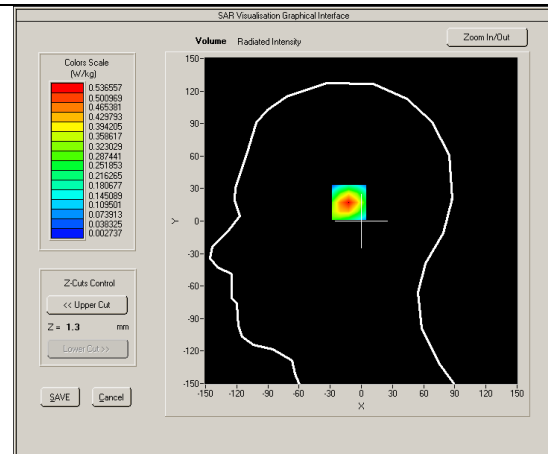 SAR Visualisation Graphical Interface
Volume Radiated Intensity
Zoom In/Out
Colors Scale
(W/kg)
0.536557
0.500969
0.465381
0.429793
0.394205
0.358617
0.323029
0.287441
0.251853
0.216265
0.180677
0.145089
0.109501
0.073913
0.038325
0.002737
Z-Cuts Control
<< Upper Cut
Z = 1.3 mm
Lower Cut >>
SAVE Cancel
150
120
90
60
30
0
-30
-60
-90
-120
-150
Y
-150 -120 -90 -60 -30 0 30 60 90 120 150
X